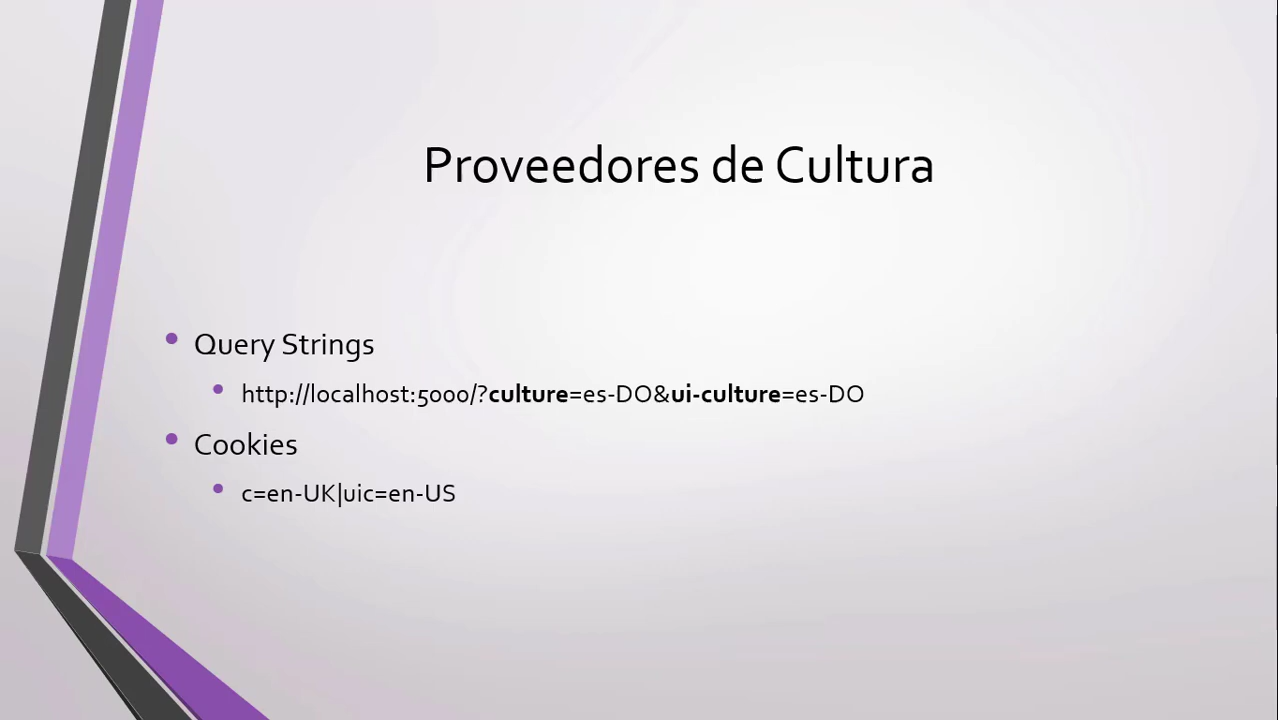 Proveedores de Cultura
Query Strings
http://localhost:5000/?culture=es-DO&ui-culture=es-DO
Cookies
c=en-UK|uic=en-US